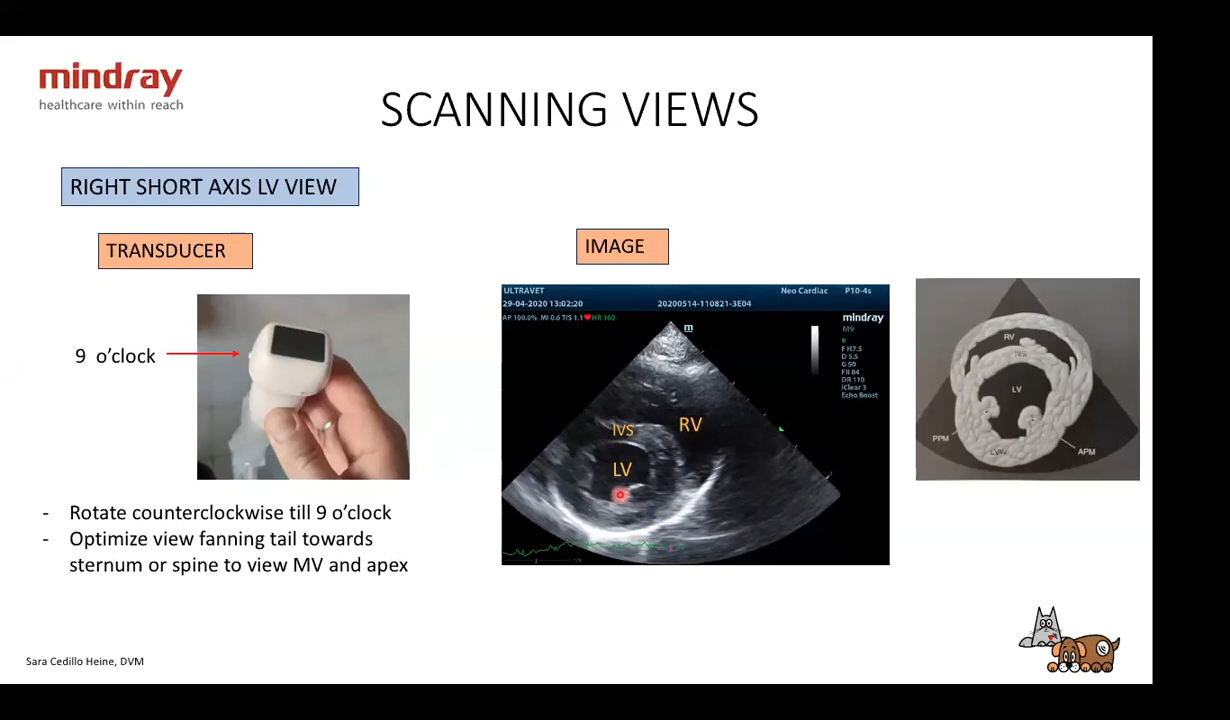 mindray
healthcare within reach
SCANNING VIEWS
RIGHT SHORT AXIS LV VIEW
TRANSDUCER
IMAGE
9 o’clock
ULTRAVET
Neo Cardiac P10-4s
29-04-2020 13:02:20 20200514-110821-3E04
AP 100.0% MI 0.6 TIS 1.1 HR 160
mindray
M9
m
B
F H7.5
D 5.5
G 50
FR 84
DR 110
iClear 3
Echo Boost
RV
IVS
LV
RV
IVS
LV
PPM
APM
LVW
- Rotate counterclockwise till 9 o’clock
- Optimize view fanning tail towards
sternum or spine to view MV and apex
Sara Cedillo Heine, DVM